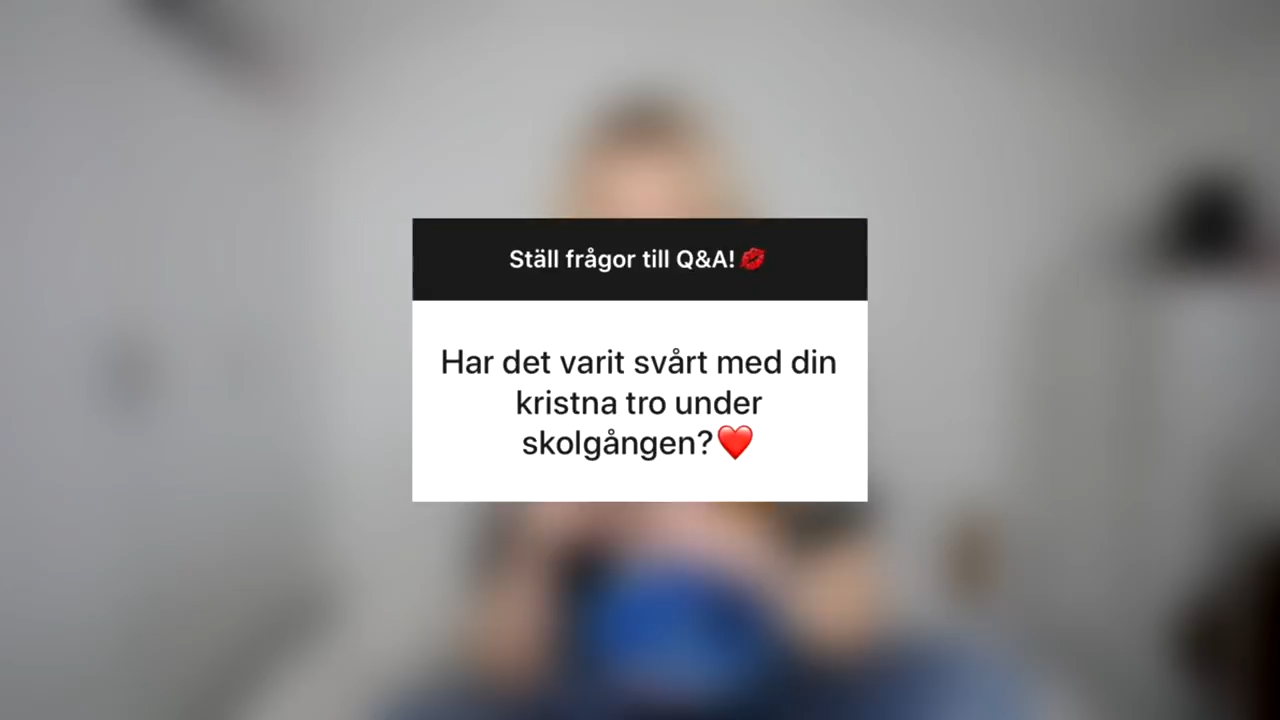 Ställ frågor till Q&A!💋
Har det varit svårt med din
kristna tro under
skolgången?❤️